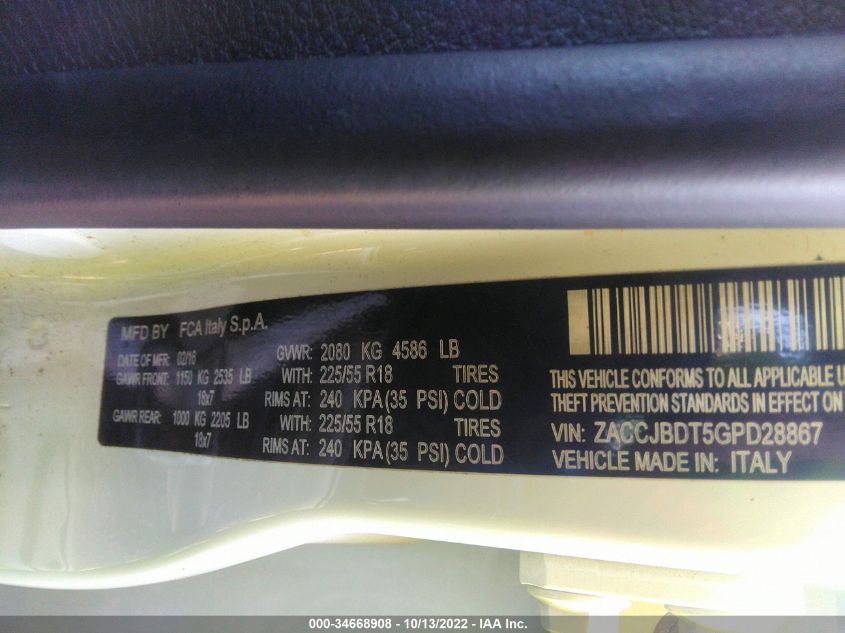 MFD BY FCA Italy S.p.A.
DATE OF MFR: 02/16 GVWR: 2080 KG 4586 LB
GAWR FRONT: 1150 KG 2535 LB WITH: 225/55 R18 TIRES
18x7 RIMS AT: 240 KPA(35 PSI) COLD
GAWR REAR: 1000 KG 2205 LB WITH: 225/55 R18 TIRES
18x7 RIMS AT: 240 KPA(35 PSI) COLD
THIS VEHICLE CONFORMS TO ALL APPLICABLE U
THEFT PREVENTION STANDARDS IN EFFECT ON
VIN: ZACCJBDT5GPD28867
VEHICLE MADE IN: ITALY
000-34668908 - 10/13/2022 - IAA Inc.